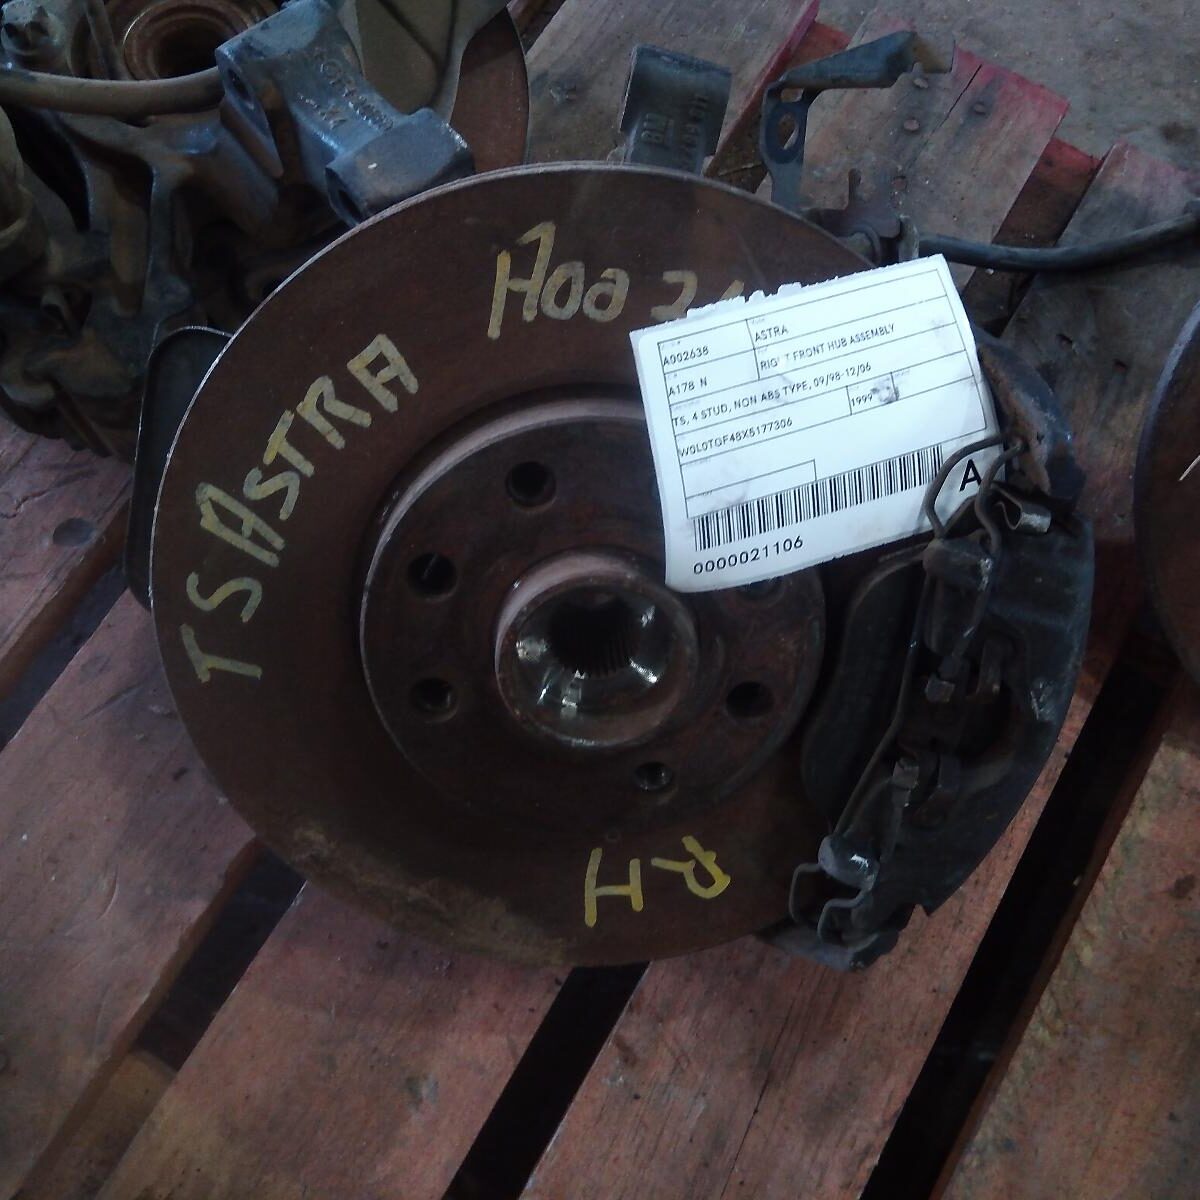 TS ASTRA
A002638
ASTRA
A178 N
FRONT HUB ASSEMBLY
TS, 4 STUD, NON ABS TYPE, 09/98-12/06
W0L0TGF48X5177306
1999
A
0000021106
RH